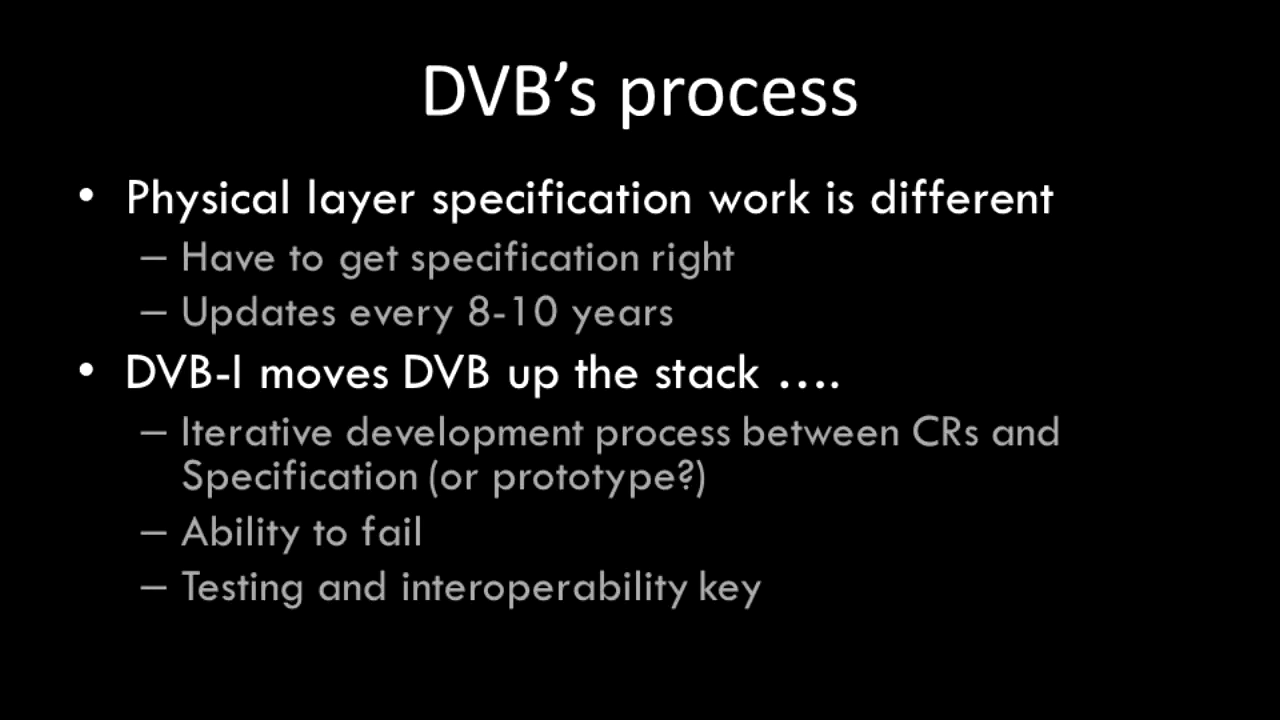 DVB’s process
• Physical layer specification work is different
– Have to get specification right
– Updates every 8-10 years
• DVB-I moves DVB up the stack ….
– Iterative development process between CRs and
Specification (or prototype?)
– Ability to fail
– Testing and interoperability key